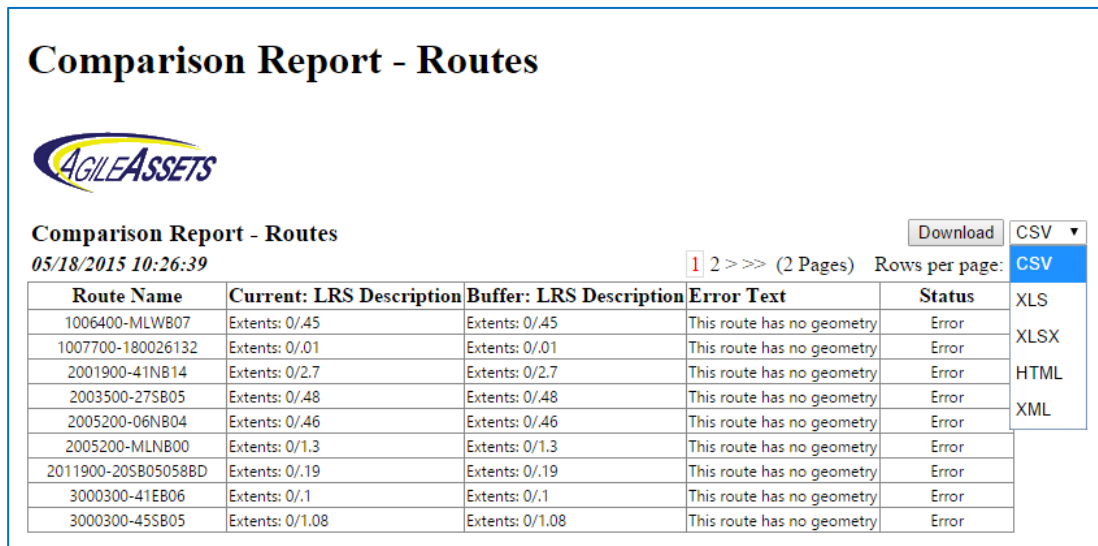 Comparison Report - Routes
AGILEASSETS
Comparison Report - Routes
Download CSV ▼
05/18/2015 10:26:39
1 2 > >> (2 Pages) Rows per page:
CSV
XLS
XLSX
HTML
XML
Route Name Current: LRS Description Buffer: LRS Description Error Text Status
1006400-MLWB07 Extents: 0/.45 Extents: 0/.45 This route has no geometry Error
1007700-180026132 Extents: 0/.01 Extents: 0/.01 This route has no geometry Error
2001900-41NB14 Extents: 0/2.7 Extents: 0/2.7 This route has no geometry Error
2003500-27SB05 Extents: 0/.48 Extents: 0/.48 This route has no geometry Error
2005200-06NB04 Extents: 0/.46 Extents: 0/.46 This route has no geometry Error
2005200-MLNB00 Extents: 0/1.3 Extents: 0/1.3 This route has no geometry Error
2011900-20SB05058BD Extents: 0/.19 Extents: 0/.19 This route has no geometry Error
3000300-41EB06 Extents: 0/.1 Extents: 0/.1 This route has no geometry Error
3000300-45SB05 Extents: 0/1.08 Extents: 0/1.08 This route has no geometry Error